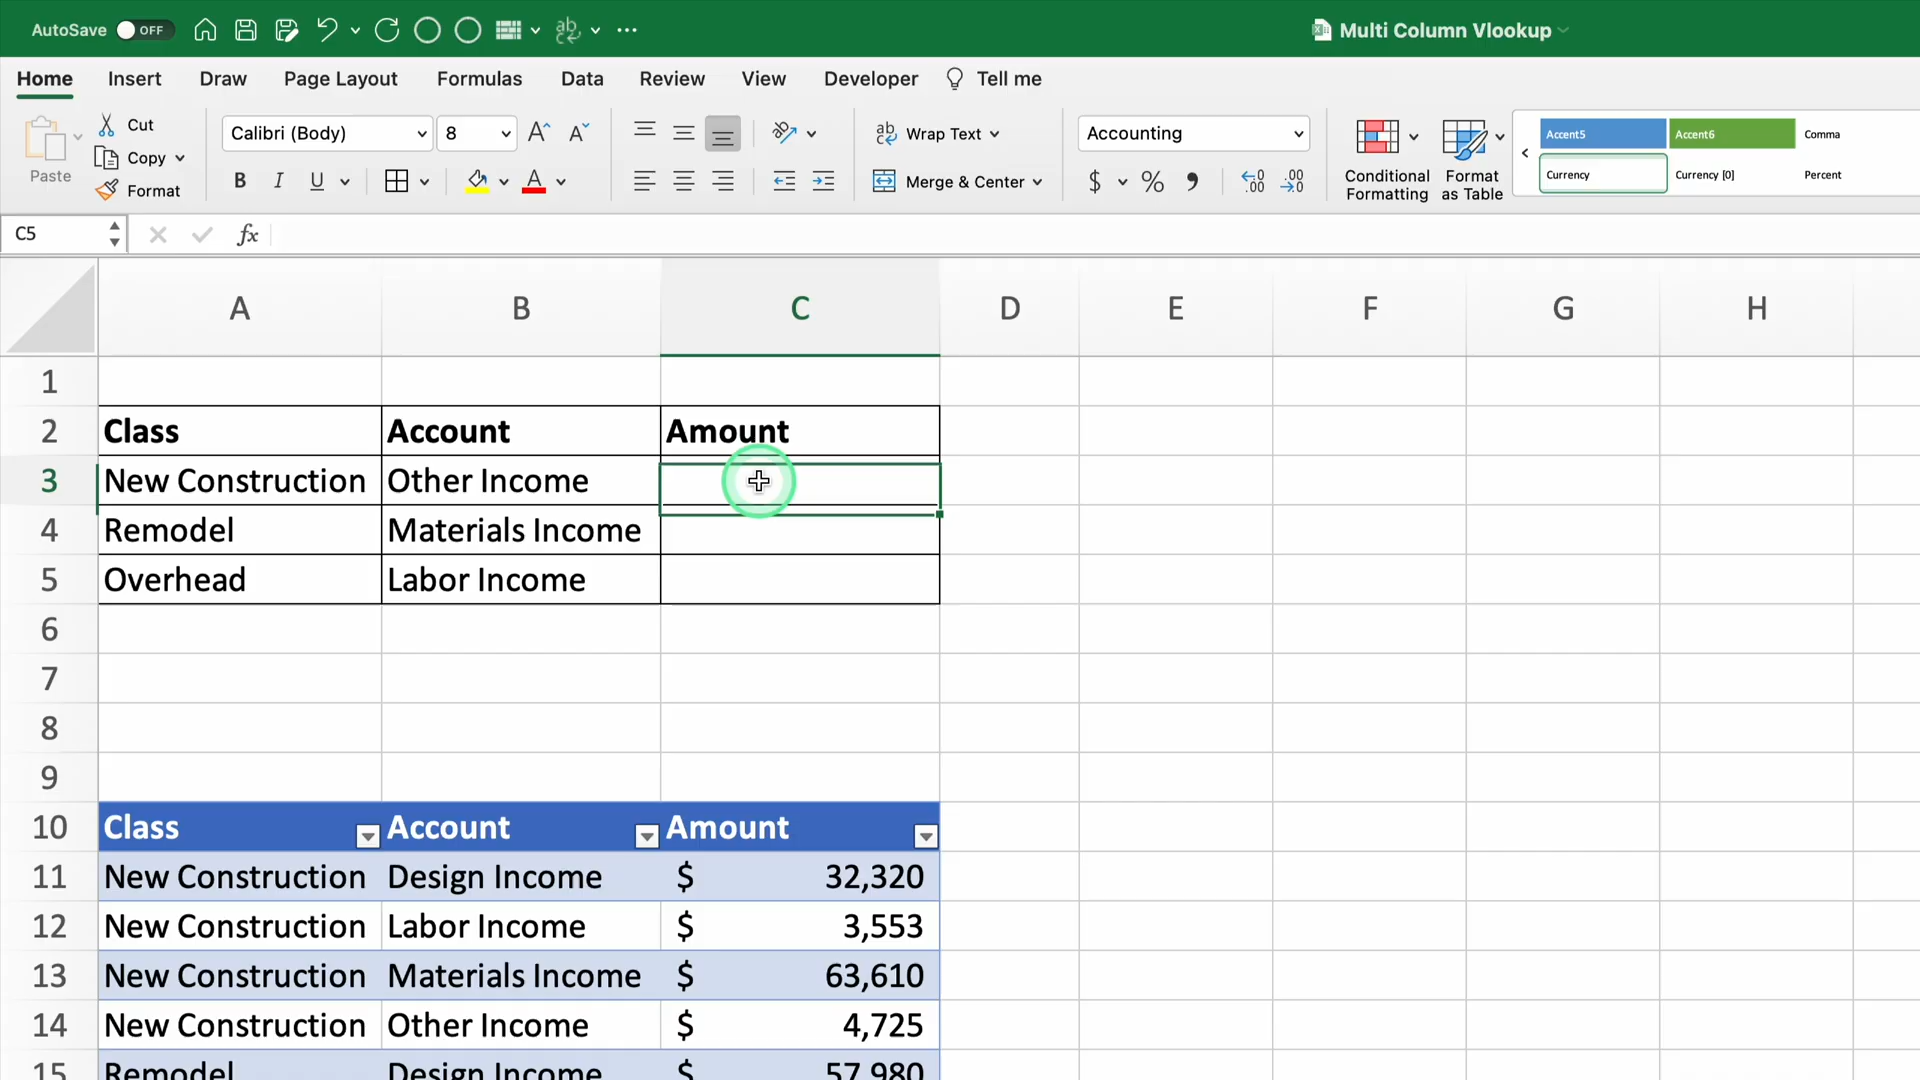 AutoSave OFF Multi Column Vlookup
Home Insert Draw Page Layout Formulas Data Review View Developer Tell me
Paste Cut Copy Format
Calibri (Body) 8
B I U A
ab Wrap Text
Merge & Center
Accounting
$ % , .00 .00
Conditional Formatting
Format as Table
Accent5 Accent6 Comma
Currency Currency [0] Percent
C5 fx
A B C D E F G H
1
2 Class Account Amount
3 New Construction Other Income
4 Remodel Materials Income
5 Overhead Labor Income
6
7
8
9
10 Class Account Amount
11 New Construction Design Income $ 32,320
12 New Construction Labor Income $ 3,553
13 New Construction Materials Income $ 63,610
14 New Construction Other Income $ 4,725
15 Remodel Design Income $ 57,980